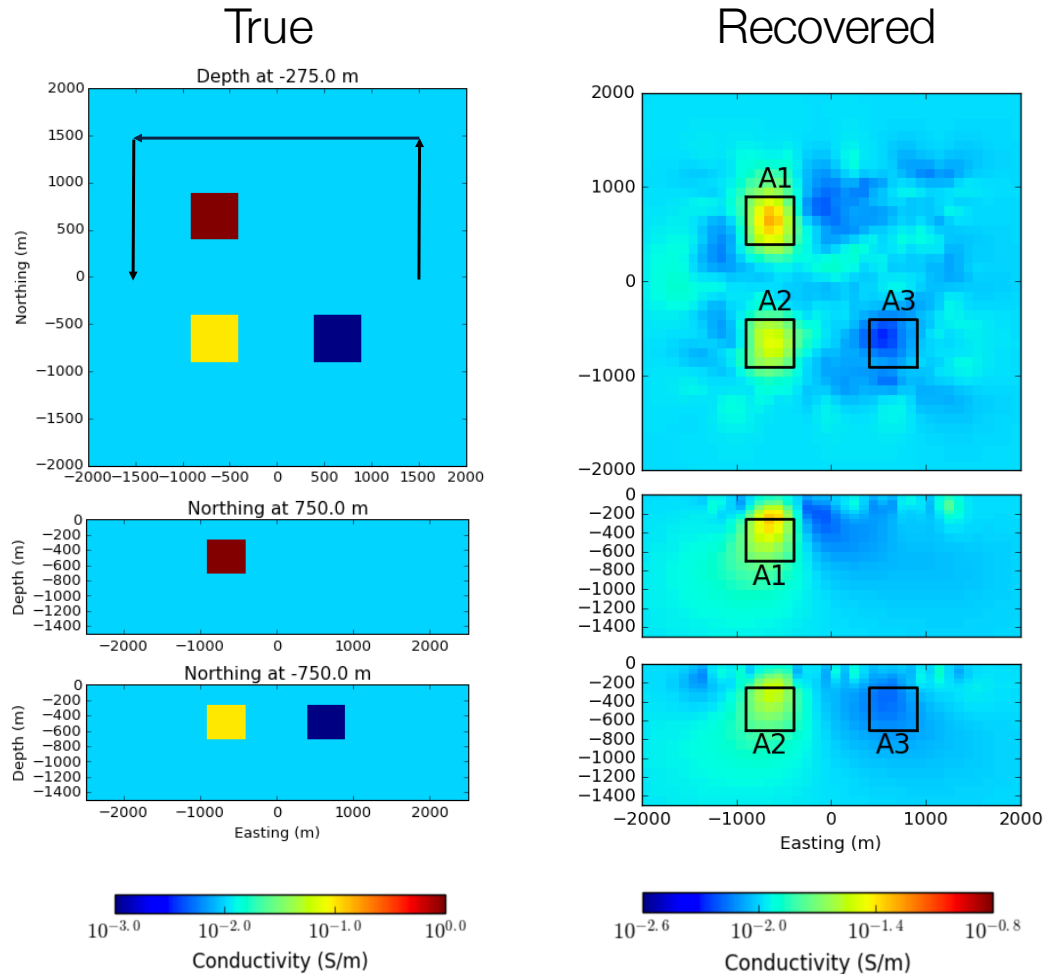 True
Depth at -275.0 m
2000
1500
1000
500
0
−500
−1000
−1500
−2000
Northing (m)
−2000−1500−1000 −500 0 500 1000 1500 2000
Northing at 750.0 m
0
−200
−400
−600
−800
−1000
−1200
−1400
Depth (m)
−2000 −1000 0 1000 2000
Northing at -750.0 m
0
−200
−400
−600
−800
−1000
−1200
−1400
Depth (m)
−2000 −1000 0 1000 2000
Easting (m)
10^−3.0 10^−2.0 10^−1.0 10^0.0
Conductivity (S/m)
Recovered
2000
1000
0
−1000
−2000
A1
A2 A3
−2000 −1000 0 1000 2000
0
−200
−400
−600
−800
−1000
−1200
−1400
A1
0
−200
−400
−600
−800
−1000
−1200
−1400
A2 A3
−2000 −1000 0 1000 2000
Easting (m)
10^−2.6 10^−2.0 10^−1.4 10^−0.8
Conductivity (S/m)